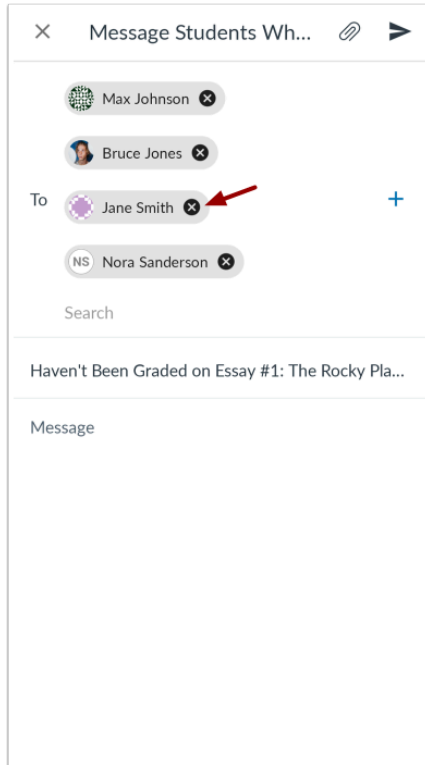 Message Students Wh...
Max Johnson
Bruce Jones
To
Jane Smith
NS Nora Sanderson
Search
Haven't Been Graded on Essay #1: The Rocky Pla...
Message